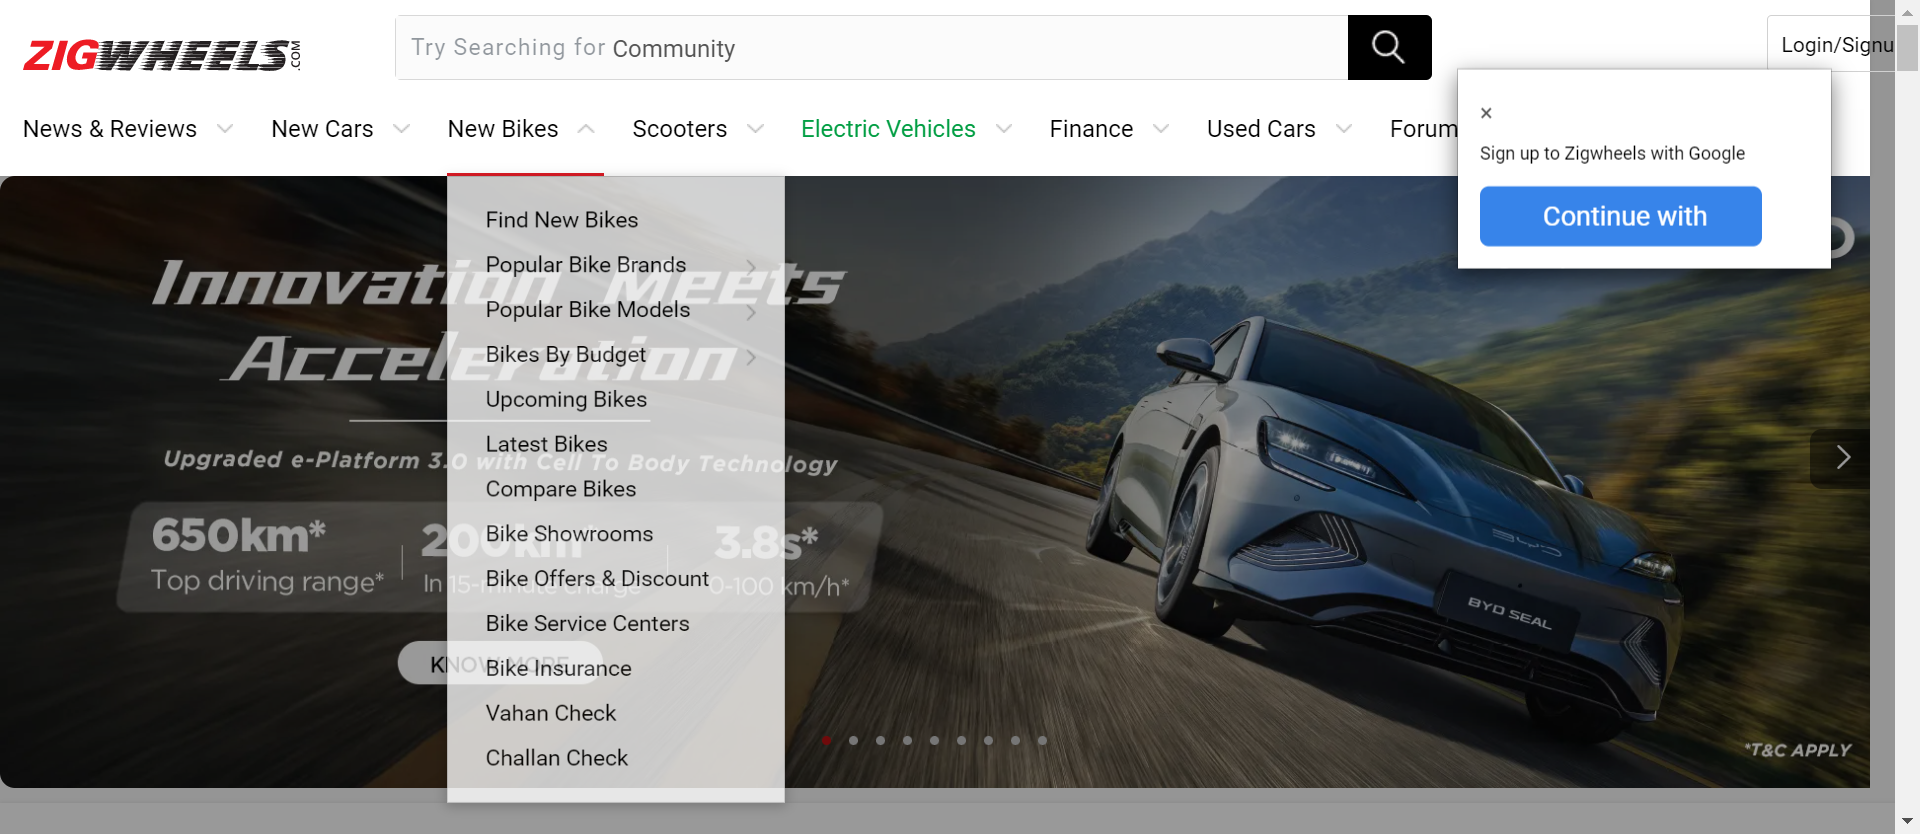 ZIGWHEELS.COM
Try Searching for Community
Login/Signu
News & Reviews
New Cars
New Bikes
Scooters
Electric Vehicles
Finance
Used Cars
Forum
×
Sign up to Zigwheels with Google
Continue with
Find New Bikes
Popular Bike Brands
Popular Bike Models
Bikes By Budget
Upcoming Bikes
Latest Bikes
Compare Bikes
Bike Showrooms
Bike Offers & Discount
Bike Service Centers
Bike Insurance
Vahan Check
Challan Check
Innovation Meets
Acceleration
Upgraded e-Platform 3.0 with Cell To Body Technology
650km*
Top driving range*
200km*
In 15-minute charge*
3.8s*
0-100 km/h*
KNOW MORE
BYD
BYD SEAL
*T&C APPLY